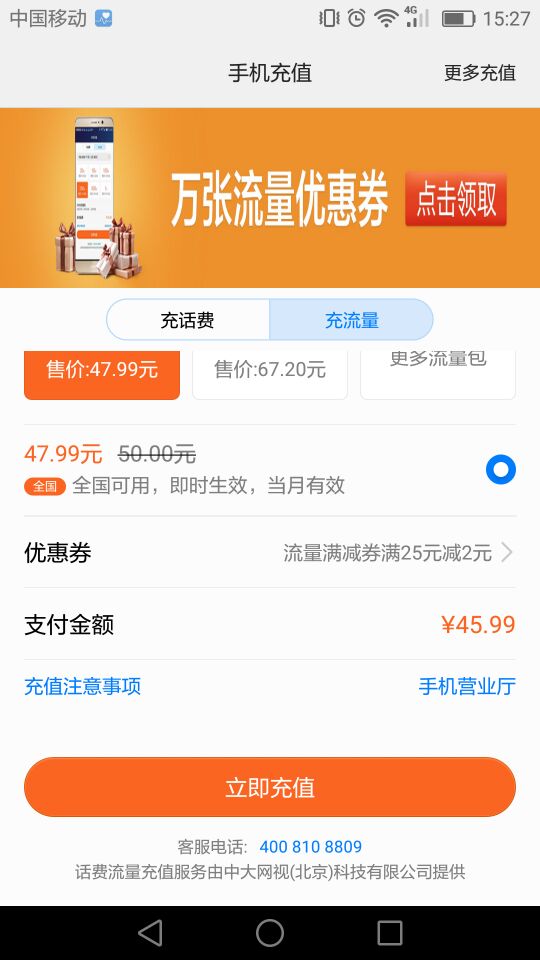 中国移动 4G 15:27
手机充值 更多充值
万张流量优惠券 点击领取
充话费 充流量
售价:47.99元 售价:67.20元 更多流量包
47.99元 50.00元
全国 全国可用，即时生效，当月有效
优惠券 流量满减券满25元减2元
支付金额 ¥45.99
充值注意事项 手机营业厅
立即充值
客服电话: 400 810 8809
话费流量充值服务由中大网视(北京)科技有限公司提供